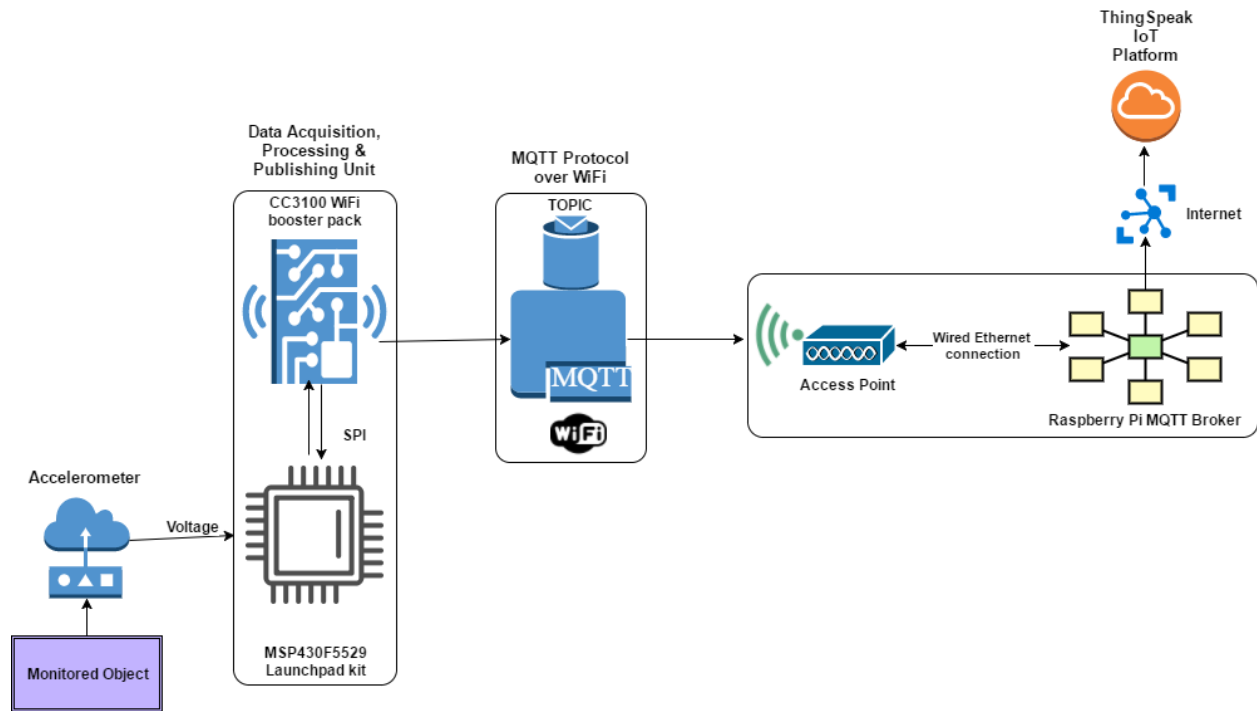 ThingSpeak
IoT
Platform
Internet
Data Acquisition,
Processing &
Publishing Unit
CC3100 WiFi
booster pack
SPI
MSP430F5529
Launchpad kit
MQTT Protocol
over WiFi
TOPIC
MQTT
WiFi
Access Point
Wired Ethernet
connection
Raspberry Pi MQTT Broker
Accelerometer
Voltage
Monitored Object